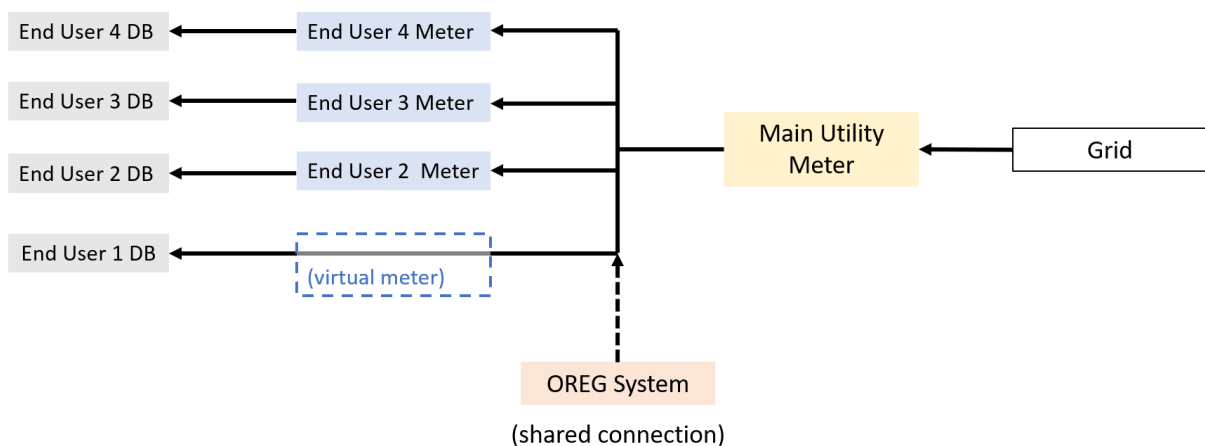 End User 4 DB
End User 4 Meter
End User 3 DB
End User 3 Meter
Main Utility
Meter
Grid
End User 2 DB
End User 2  Meter
End User 1 DB
(virtual meter)
OREG System
(shared connection)